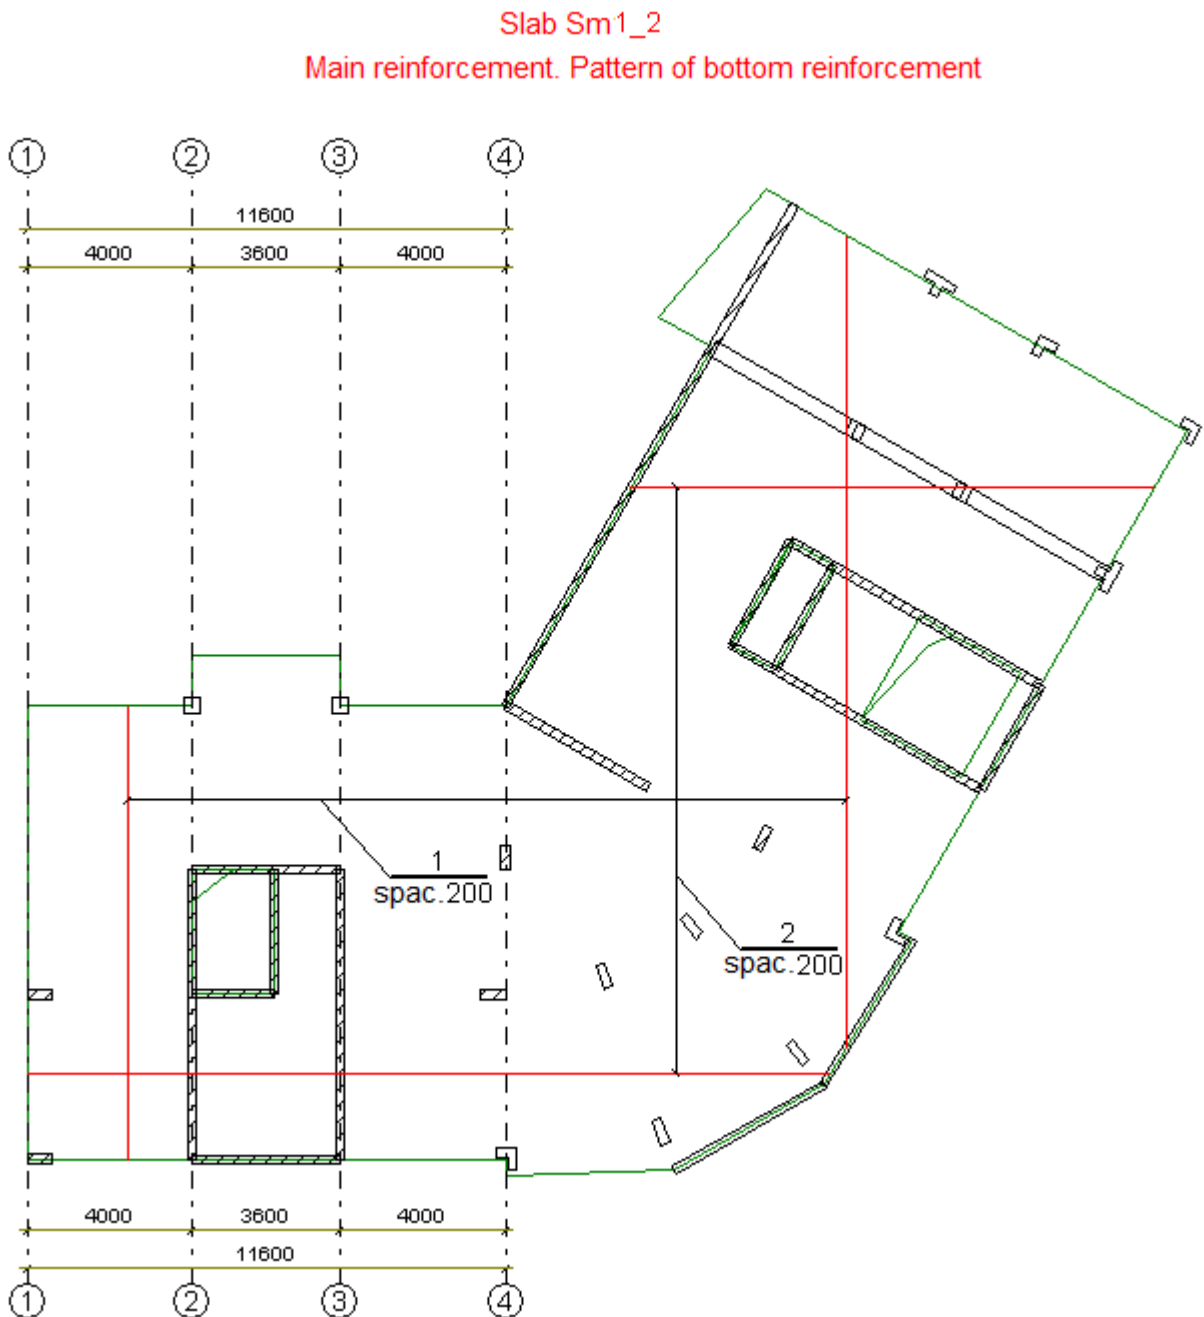 Slab Sm1_2
Main reinforcement. Pattern of bottom reinforcement
1 2 3 4
11600
4000 3600 4000
1
spac.200
2
spac.200
4000 3600 4000
11600
1 2 3 4